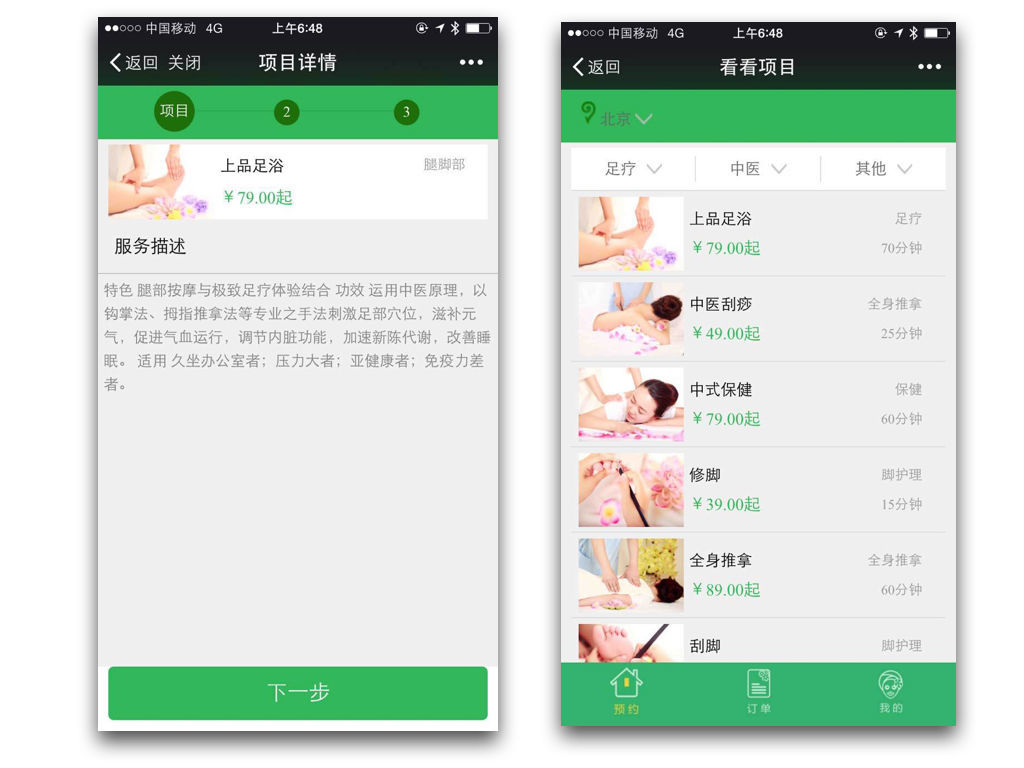 中国移动 4G 上午6:48
返回 关闭 项目详情
项目 2 3
上品足浴 腿脚部
¥79.00起
服务描述
特色 腿部按摩与极致足疗体验结合 功效 运用中医原理，以
钩掌法、拇指推拿法等专业之手法刺激足部穴位，滋补元
气，促进气血运行，调节内脏功能，加速新陈代谢，改善睡
眠。 适用 久坐办公室者；压力大者；亚健康者；免疫力差
者。
下一步
中国移动 4G 上午6:48
返回 看看项目
北京
足疗 中医 其他
上品足浴 足疗
¥79.00起 70分钟
中医刮痧 全身推拿
¥49.00起 25分钟
中式保健 保健
¥79.00起 60分钟
修脚 脚护理
¥39.00起 15分钟
全身推拿 全身推拿
¥89.00起 60分钟
刮脚 脚护理
预约 订单 我的